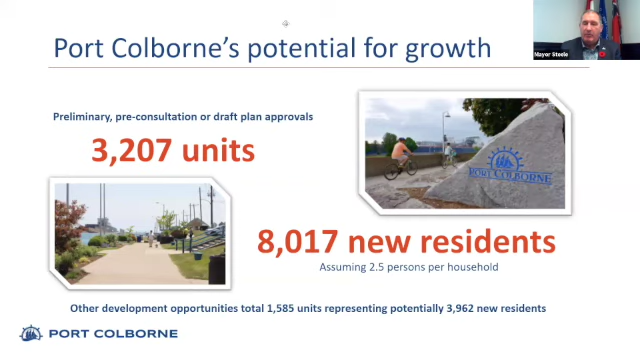 Port Colborne's potential for growth
Mayor Steele
Preliminary, pre-consultation or draft plan approvals
3,207 units
PORT COLBORNE
8,017 new residents
Assuming 2.5 persons per household
Other development opportunities total 1,585 units representing potentially 3,962 new residents
PORT COLBORNE